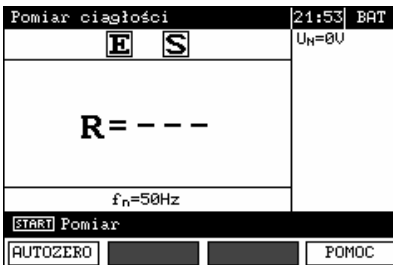 Pomiar ciągłości 21:53 BAT
E S
U_N=0V
R=---
f_n=50Hz
START Pomiar
AUTOZERO POMOC